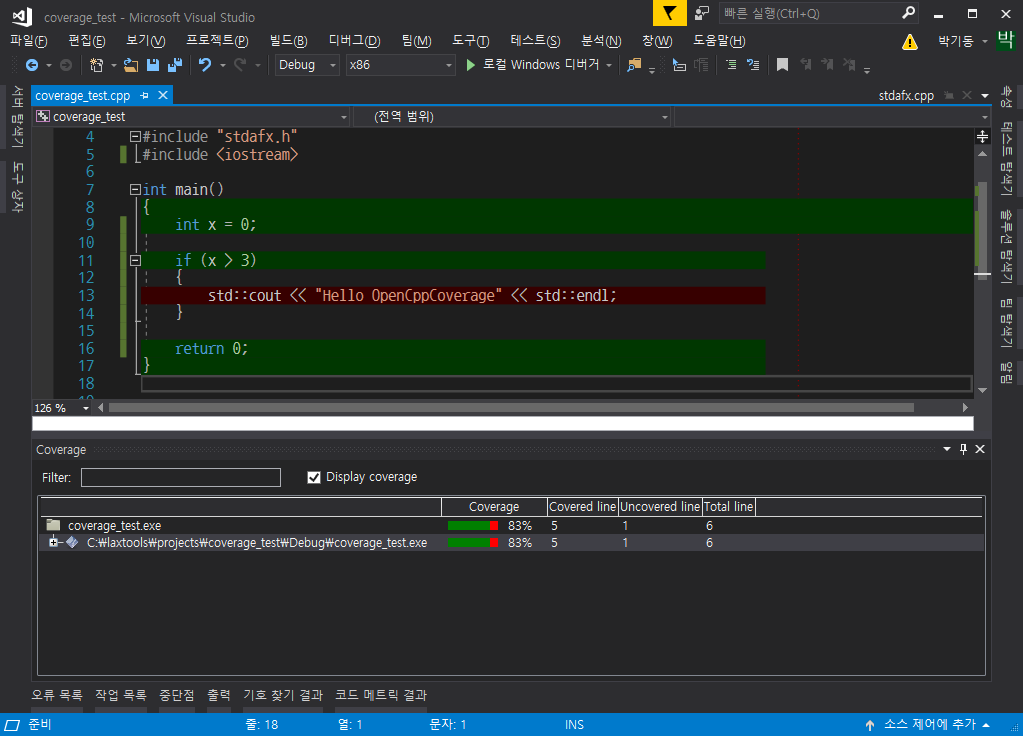 coverage_test - Microsoft Visual Studio
빠른 실행(Ctrl+Q)
파일(F) 편집(E) 보기(V) 프로젝트(P) 빌드(B) 디버그(D) 팀(M) 도구(T) 테스트(S) 분석(N) 창(W) 도움말(H) 박기동 박
Debug x86 로컬 Windows 디버거
서버 탐색기
도구 상자
coverage_test.cpp stdafx.cpp
coverage_test (전역 범위)
4 #include "stdafx.h"
5 #include <iostream>
6
7 int main()
8 {
9 int x = 0;
10
11 if (x > 3)
12 {
13 std::cout << "Hello OpenCppCoverage" << std::endl;
14 }
15
16 return 0;
17 }
18
126 %
속성
테스트 탐색기
솔루션 탐색기
팀 탐색기
알림
Coverage
Filter: Display coverage
Coverage Covered line Uncovered line Total line
coverage_test.exe 83% 5 1 6
C:₩laxtools₩projects₩coverage_test₩Debug₩coverage_test.exe 83% 5 1 6
오류 목록 작업 목록 중단점 출력 기호 찾기 결과 코드 메트릭 결과
준비 줄: 18 열: 1 문자: 1 INS 소스 제어에 추가